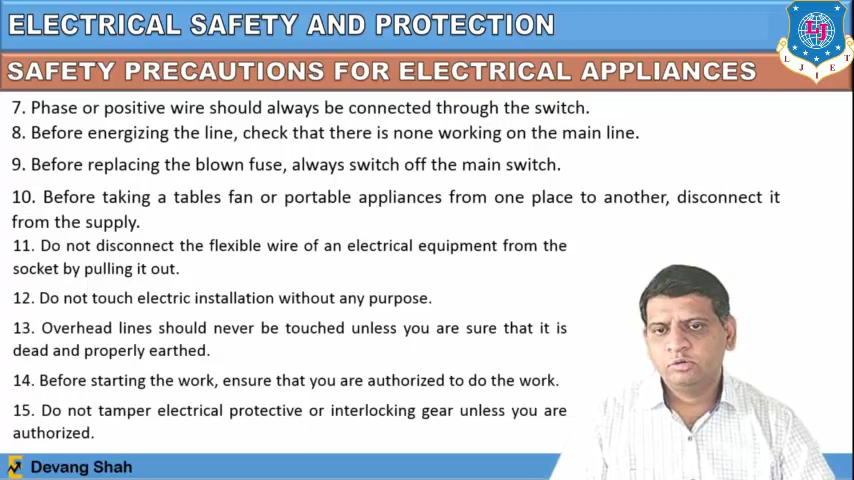 ELECTRICAL SAFETY AND PROTECTION
LJ
L J I E T
SAFETY PRECAUTIONS FOR ELECTRICAL APPLIANCES
7. Phase or positive wire should always be connected through the switch.
8. Before energizing the line, check that there is none working on the main line.
9. Before replacing the blown fuse, always switch off the main switch.
10. Before taking a tables fan or portable appliances from one place to another, disconnect it
from the supply.
11. Do not disconnect the flexible wire of an electrical equipment from the
socket by pulling it out.
12. Do not touch electric installation without any purpose.
13. Overhead lines should never be touched unless you are sure that it is
dead and properly earthed.
14. Before starting the work, ensure that you are authorized to do the work.
15. Do not tamper electrical protective or interlocking gear unless you are
authorized.
Devang Shah